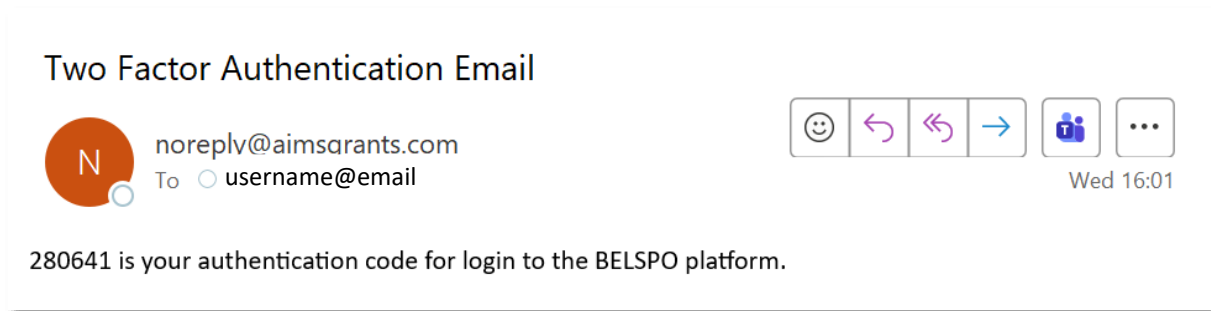 Two Factor Authentication Email
N
noreply@aimsgrants.com
To username@email
Wed 16:01
280641 is your authentication code for login to the BELSPO platform.